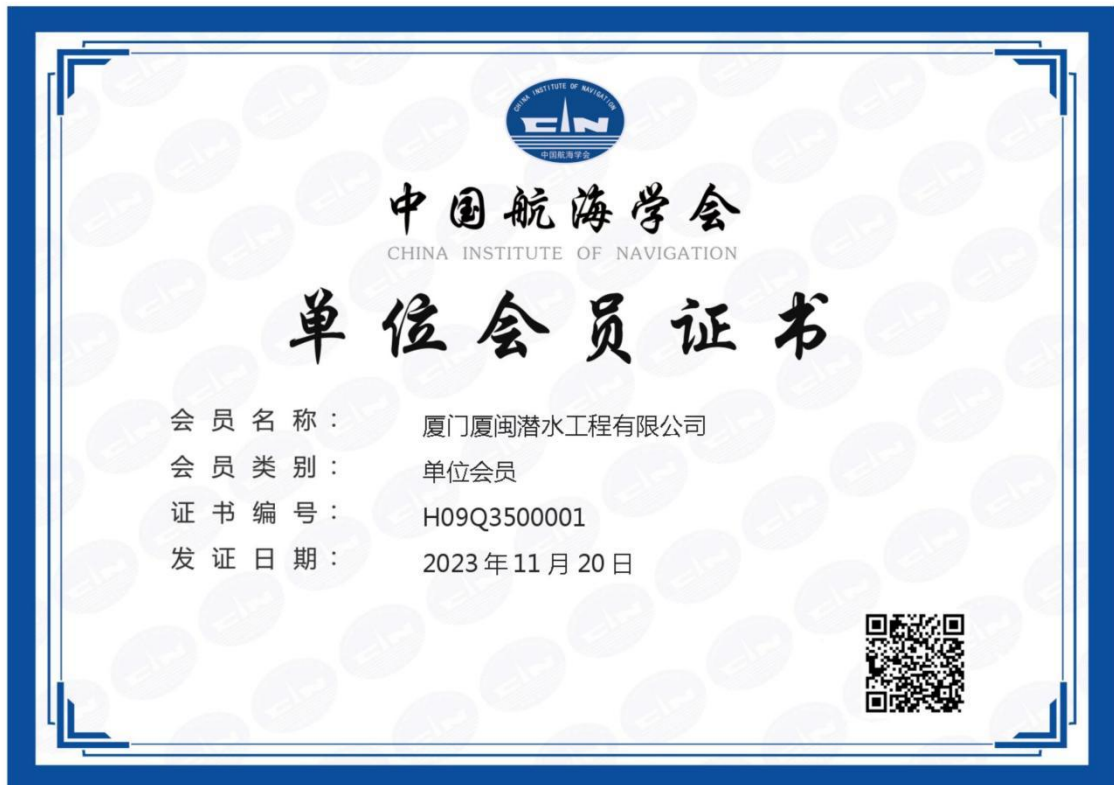 CHINA INSTITUTE OF NAVIGATION
CIN
中国航海学会
中国航海学会
CHINA INSTITUTE OF NAVIGATION
单位会员证书
会员名称： 厦门厦闽潜水工程有限公司
会员类别： 单位会员
证书编号： H09Q3500001
发证日期： 2023年11月20日